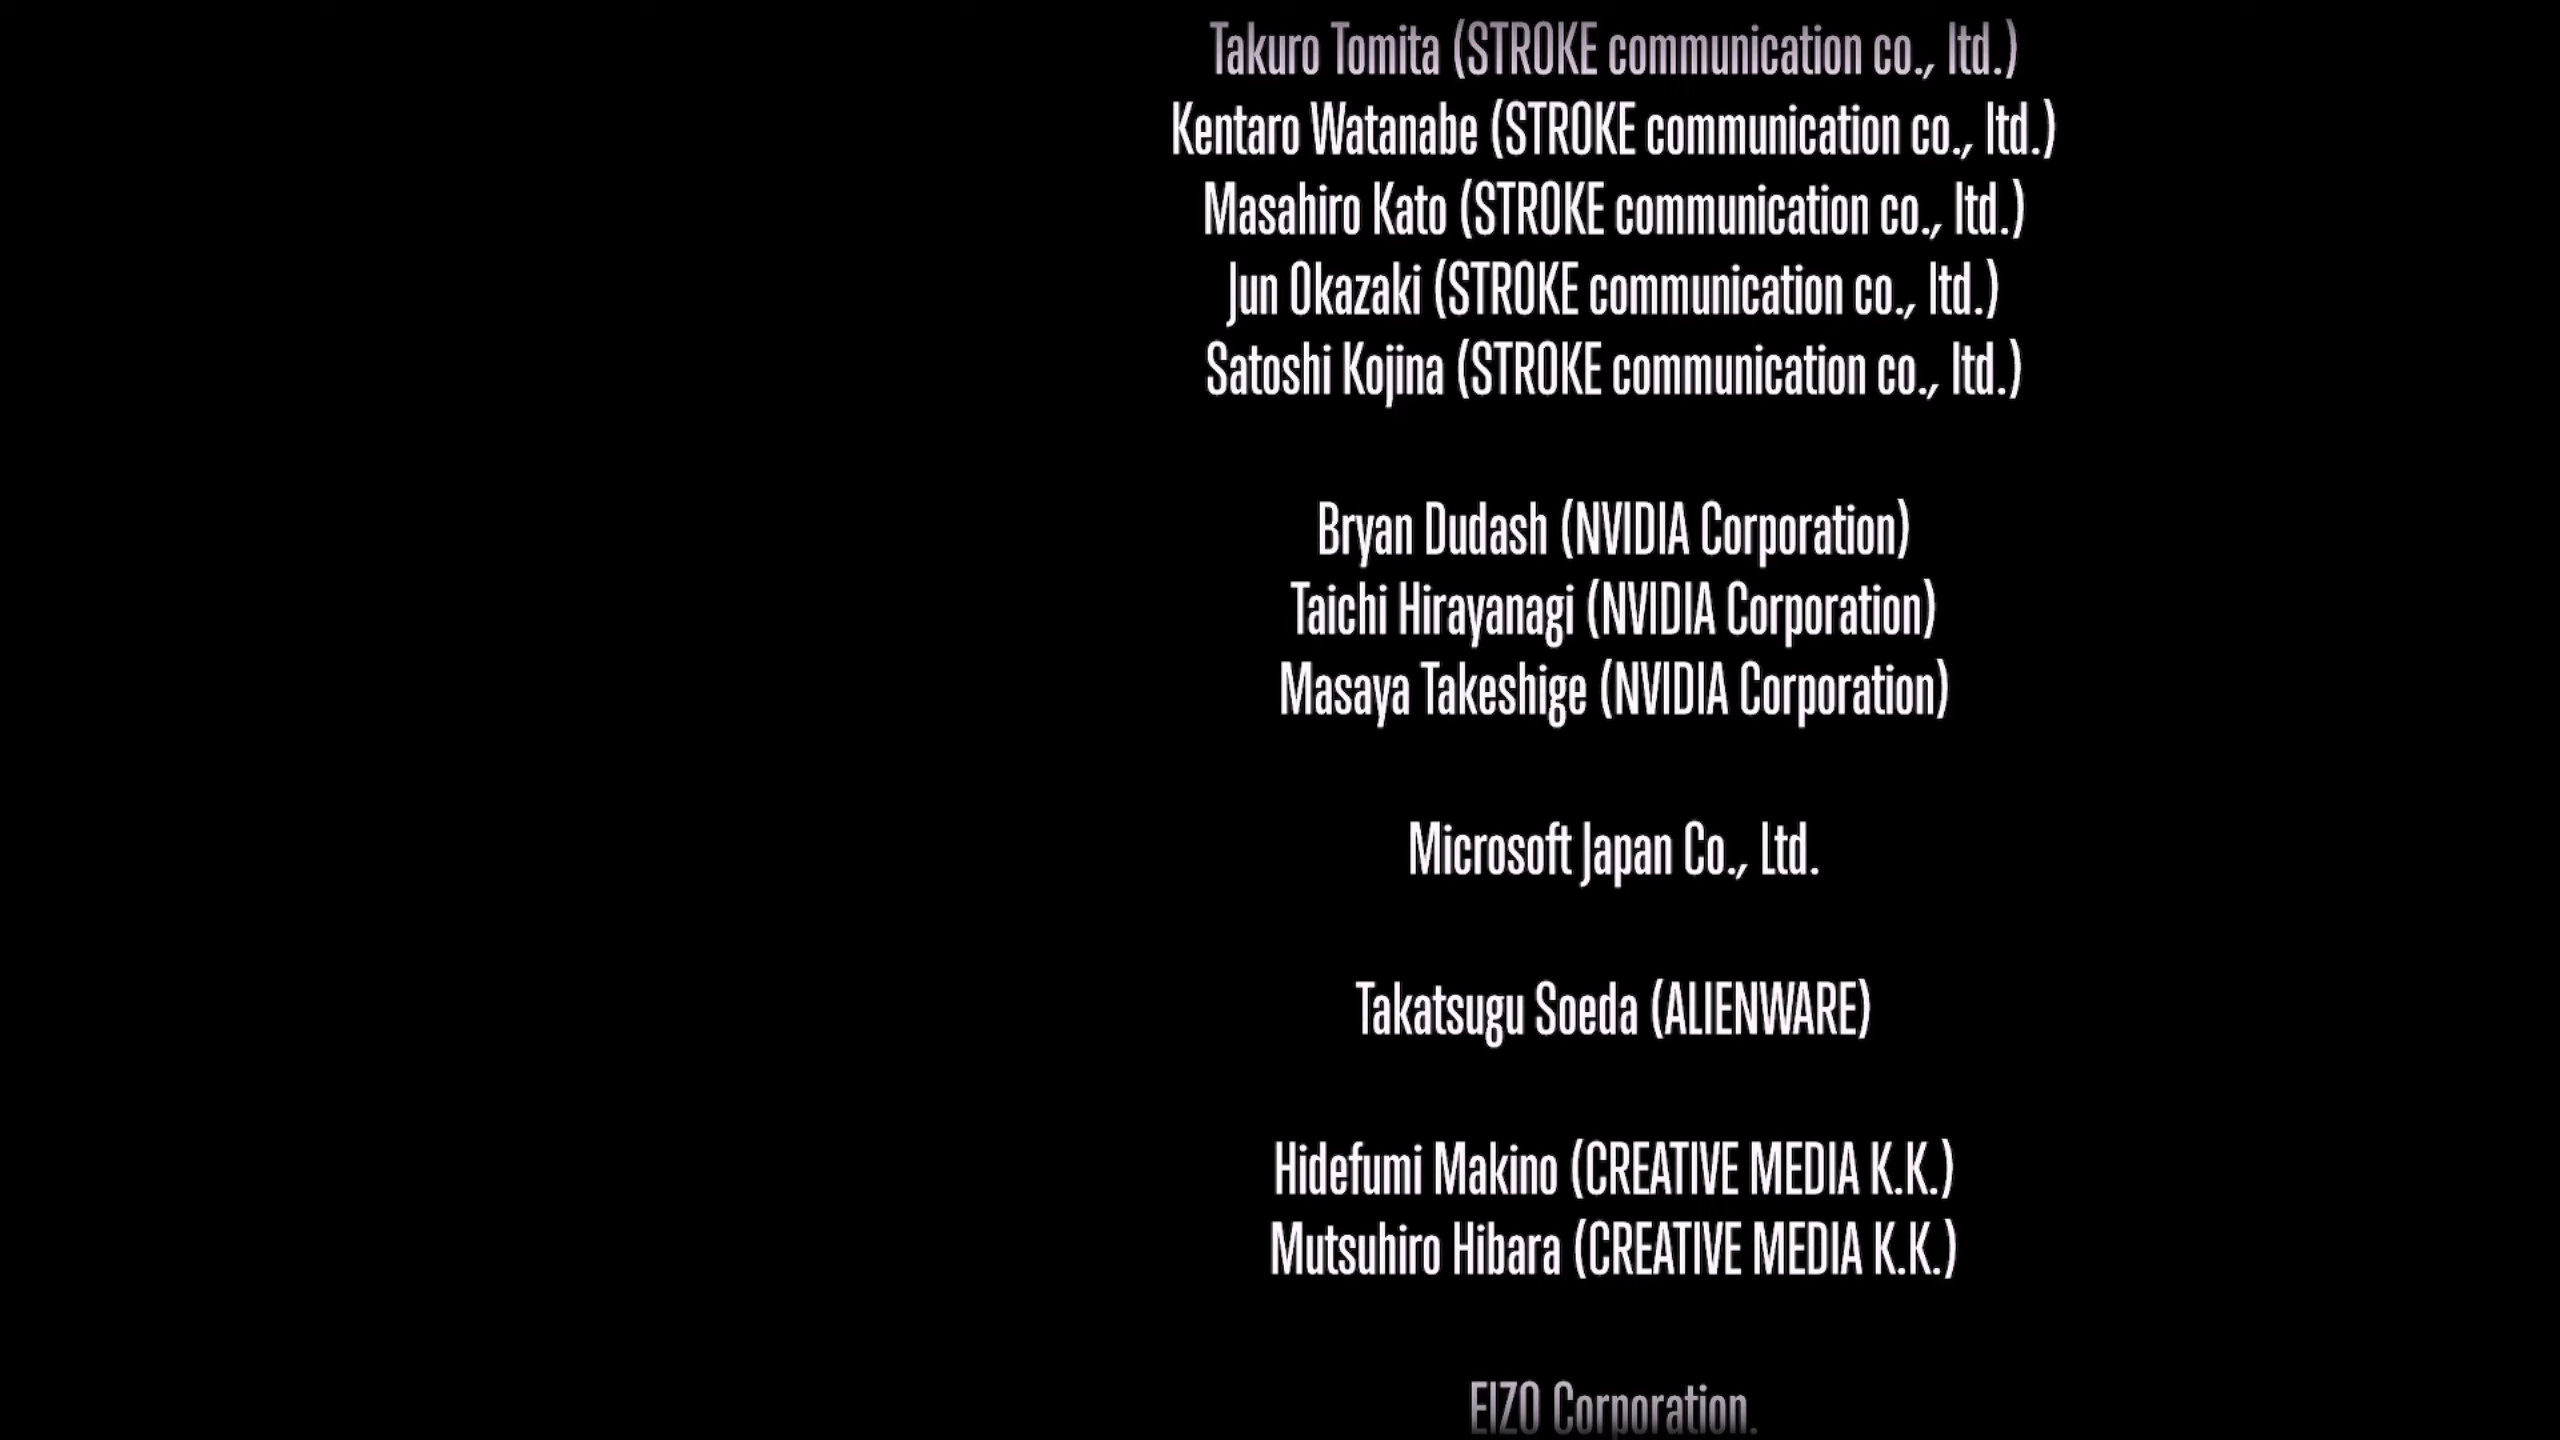 Takuro Tomita (STROKE communication co., ltd.)
Kentaro Watanabe (STROKE communication co., ltd.)
Masahiro Kato (STROKE communication co., ltd.)
Jun Okazaki (STROKE communication co., ltd.)
Satoshi Kojina (STROKE communication co., ltd.)
Bryan Dudash (NVIDIA Corporation)
Taichi Hirayanagi (NVIDIA Corporation)
Masaya Takeshige (NVIDIA Corporation)
Microsoft Japan Co., Ltd.
Takatsugu Soeda (ALIENWARE)
Hidefumi Makino (CREATIVE MEDIA K.K.)
Mutsuhiro Hibara (CREATIVE MEDIA K.K.)
EIZO Corporation.